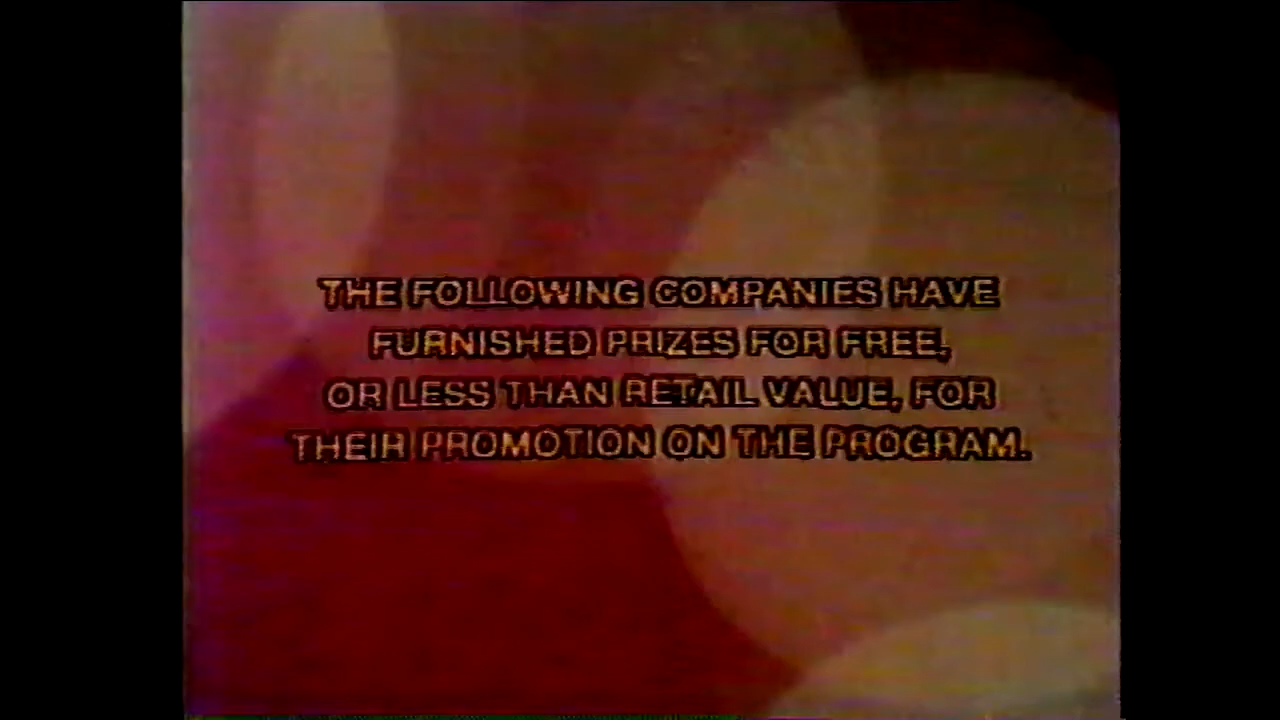 THE FOLLOWING COMPANIES HAVE
FURNISHED PRIZES FOR FREE,
OR LESS THAN RETAIL VALUE, FOR
THEIR PROMOTION ON THE PROGRAM.